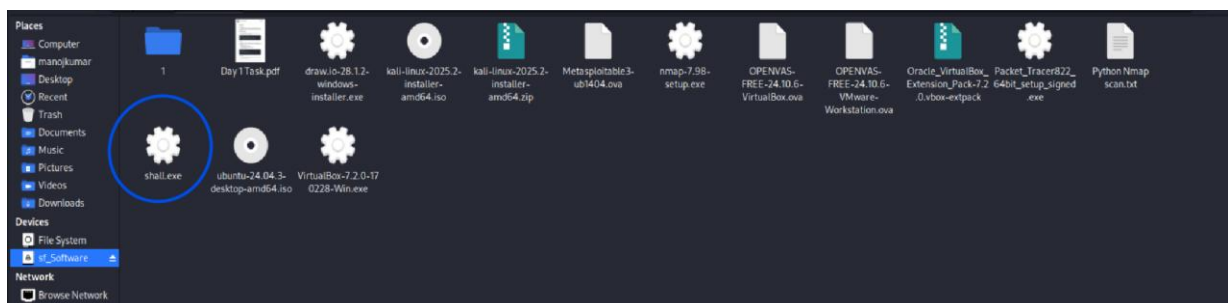 Places
Computer
manojkumar
Desktop
Recent
Trash
Documents
Music
Pictures
Videos
Downloads
Devices
File System
sf_Software
Network
Browse Network
1
Day 1 Task.pdf
draw.io-28.1.2-
windows-
installer.exe
kali-linux-2025.2-
installer-
amd64.iso
kali-linux-2025.2-
installer-
amd64.zip
Metasploitable3-
ub1404.ova
nmap-7.98-
setup.exe
OPENVAS-
FREE-24.10.6-
VirtualBox.ova
OPENVAS-
FREE-24.10.6-
VMware-
Workstation.ova
Oracle_VirtualBox_
Extension_Pack-7.2
.0.vbox-extpack
Packet_Tracer822_
64bit_setup_signed
.exe
Python Nmap
scan.txt
shall.exe
ubuntu-24.04.3-
desktop-amd64.iso
VirtualBox-7.2.0-17
0228-Win.exe